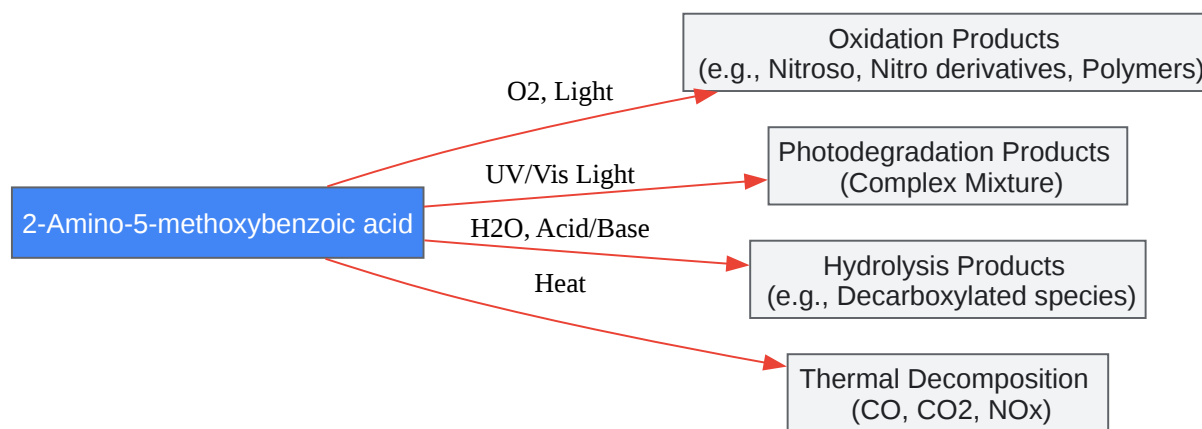 Oxidation Products
(e.g., Nitroso, Nitro derivatives, Polymers)
O2, Light
Photodegradation Products
(Complex Mixture)
UV/Vis Light
2-Amino-5-methoxybenzoic acid
H2O, Acid/Base
Hydrolysis Products
(e.g., Decarboxylated species)
Heat
Thermal Decomposition
(CO, CO2, NOx)